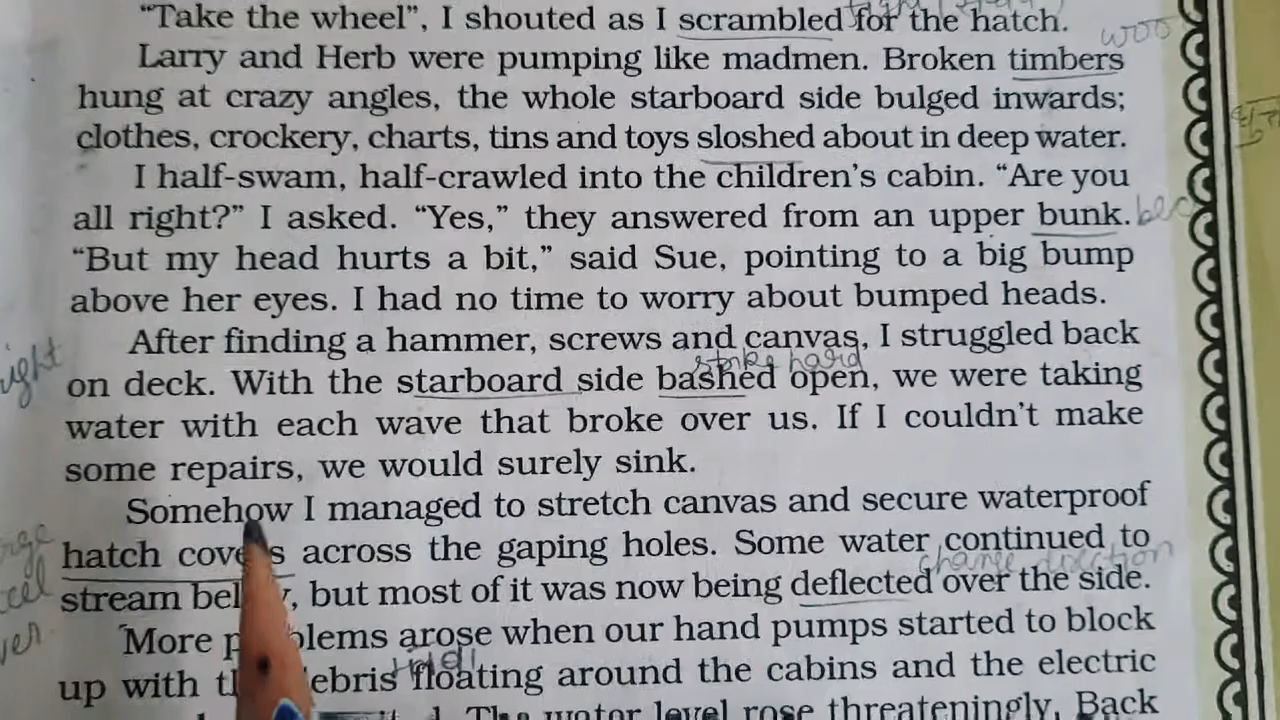 "Take the wheel", I shouted as I scrambled for the hatch.
woo
Larry and Herb were pumping like madmen. Broken timbers
hung at crazy angles, the whole starboard side bulged inwards;
clothes, crockery, charts, tins and toys sloshed about in deep water.
I half-swam, half-crawled into the children's cabin. "Are you
all right?" I asked. "Yes," they answered from an upper bunk.
"But my head hurts a bit," said Sue, pointing to a big bump
above her eyes. I had no time to worry about bumped heads.
After finding a hammer, screws and canvas, I struggled back
ight
strike hard
on deck. With the starboard side bashed open, we were taking
water with each wave that broke over us. If I couldn't make
some repairs, we would surely sink.
Somehow I managed to stretch canvas and secure waterproof
hatch covers across the gaping holes. Some water continued to
change direction
stream bel, but most of it was now being deflected over the side.
More p blems arose when our hand pumps started to block
up with t ebris floating around the cabins and the electric
The water level rose threateningly. Back